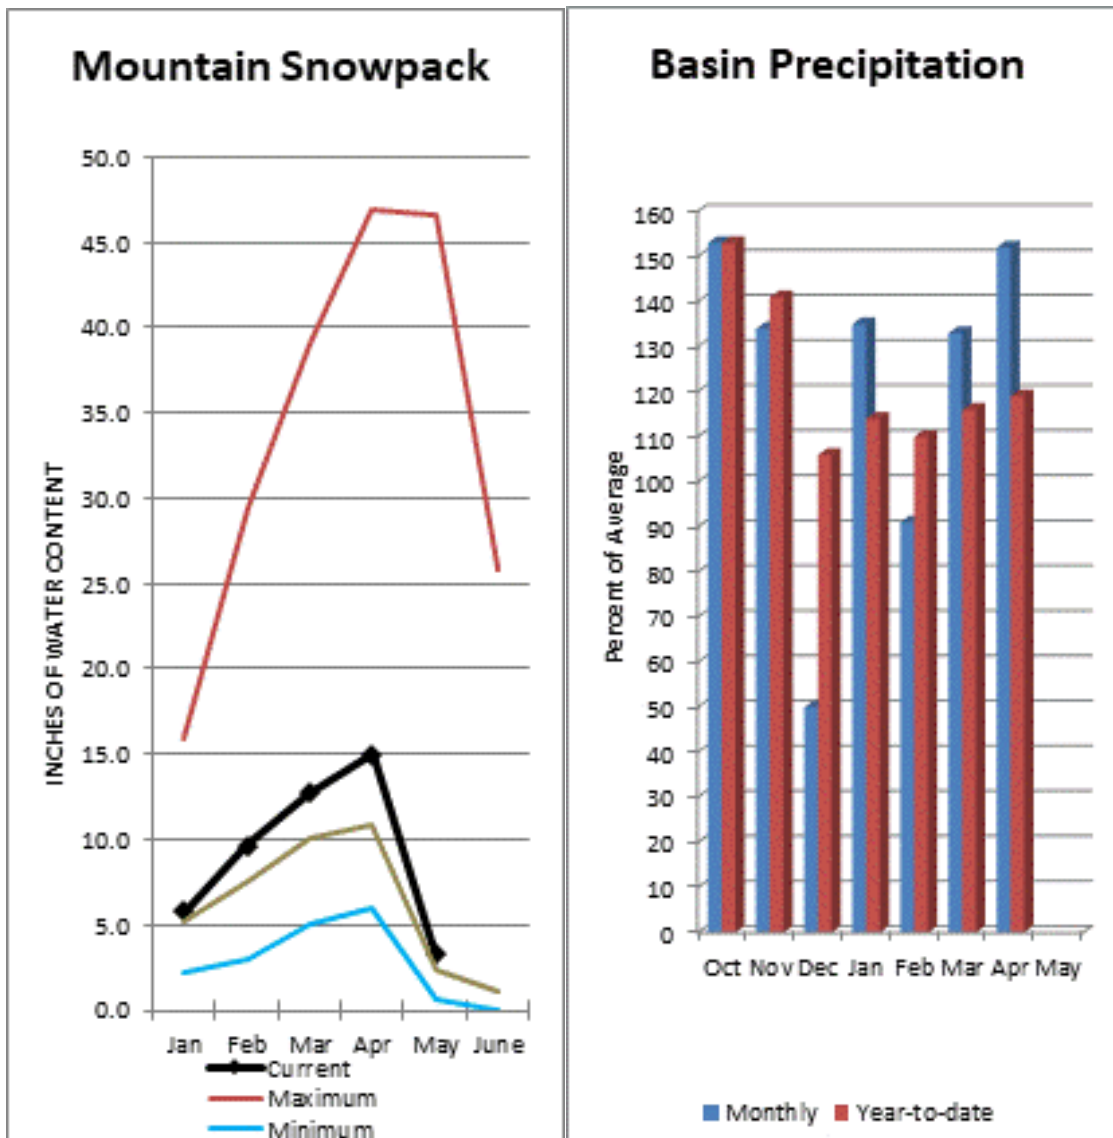 Mountain Snowpack
50.0
45.0
40.0
35.0
30.0
25.0
20.0
15.0
10.0
5.0
0.0
INCHES OF WATER CONTENT
Jan Feb Mar Apr May June
Current
Maximum
Minimum
Basin Precipitation
160
150
140
130
120
110
100
90
80
70
60
50
40
30
20
10
0
Percent of Average
Oct Nov Dec Jan Feb Mar Apr May
Monthly Year-to-date